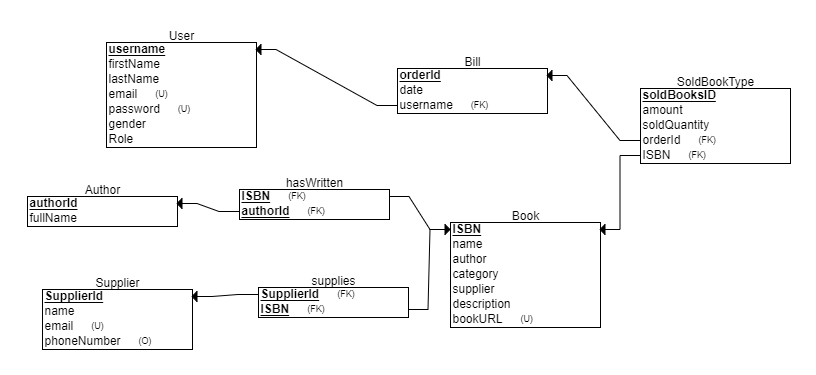 User
username
firstName
lastName
email (U)
password (U)
gender
Role
Bill
orderId
date
username (FK)
SoldBookType
soldBooksID
amount
soldQuantity
orderId (FK)
ISBN (FK)
Author
authorId
fullName
hasWritten
ISBN (FK)
authorId (FK)
Book
ISBN
name
author
category
supplier
description
bookURL (U)
Supplier
SupplierId
name
email (U)
phoneNumber (O)
supplies
SupplierId (FK)
ISBN (FK)